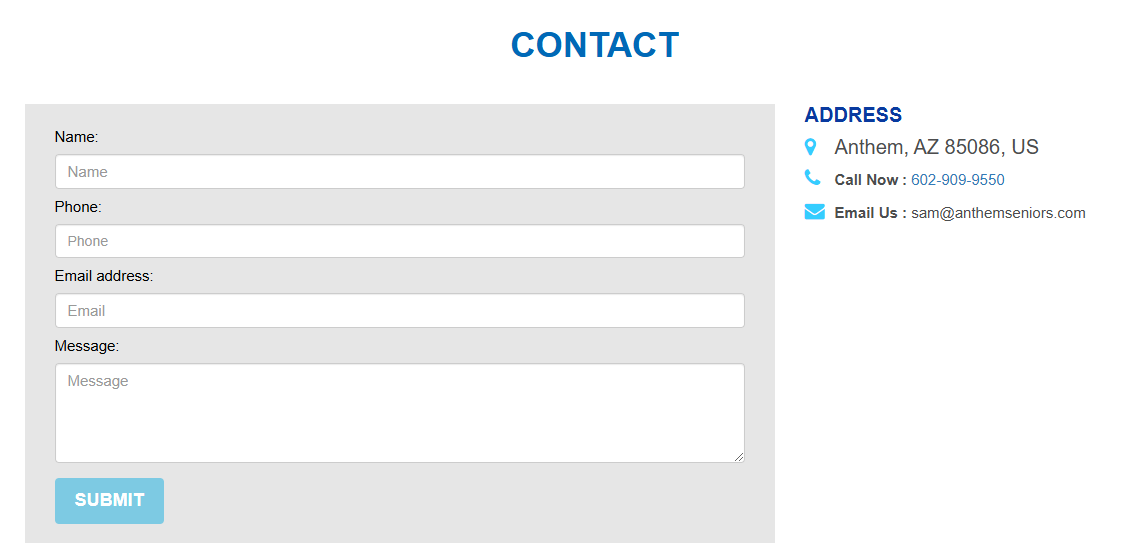 CONTACT
Name:
Name
Phone:
Phone
Email address:
Email
Message:
Message
SUBMIT
ADDRESS
Anthem, AZ 85086, US
Call Now : 602-909-9550
Email Us : sam@anthemseniors.com